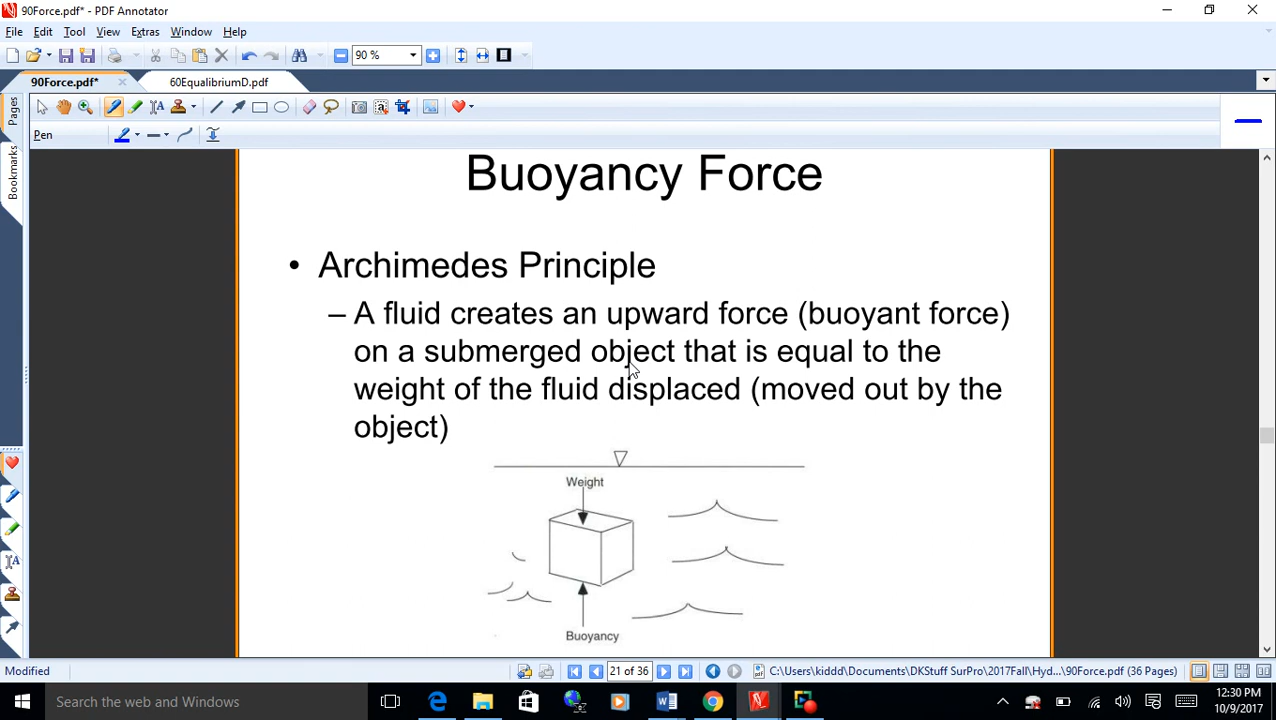 90Force.pdf* - PDF Annotator
File Edit Tool View Extras Window Help
90 %
90Force.pdf* 60EqualibriumD.pdf
Pen
Pages
Bookmarks
Buoyancy Force
• Archimedes Principle
– A fluid creates an upward force (buoyant force)
on a submerged object that is equal to the
weight of the fluid displaced (moved out by the
object)
Weight
Buoyancy
Modified 21 of 36 C:\Users\kiddd\Documents\DKStuff SurPro\2017Fall\Hyd...\90Force.pdf (36 Pages)
Search the web and Windows
12:30 PM
10/9/2017